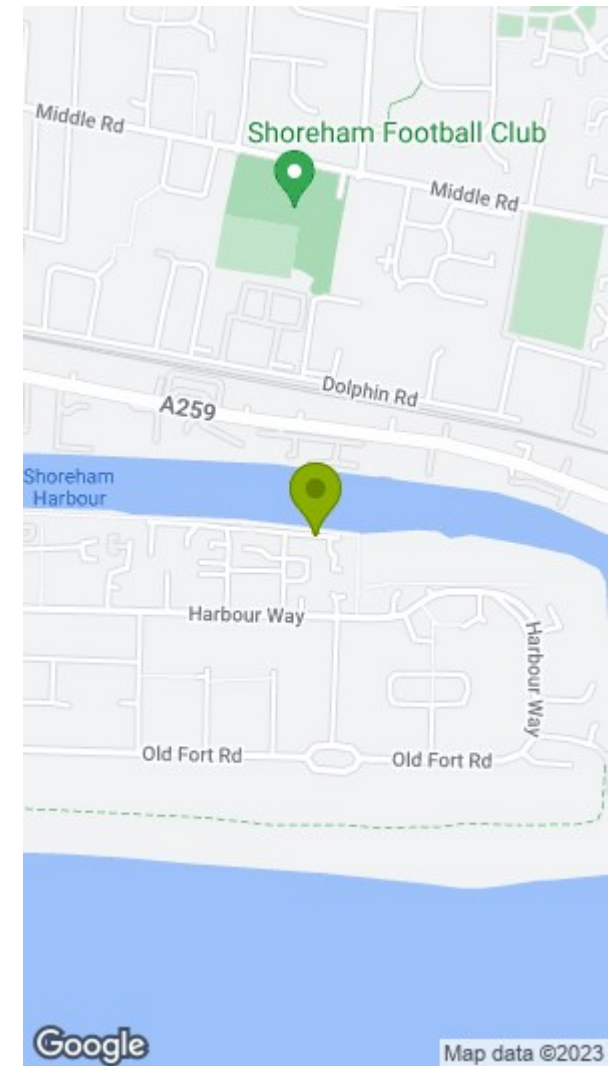 Middle Rd
Shoreham Football Club
Middle Rd
Dolphin Rd
A259
Shoreham
Harbour
Harbour Way
Harbour Way
Old Fort Rd
Old Fort Rd
Google
Map data ©2023